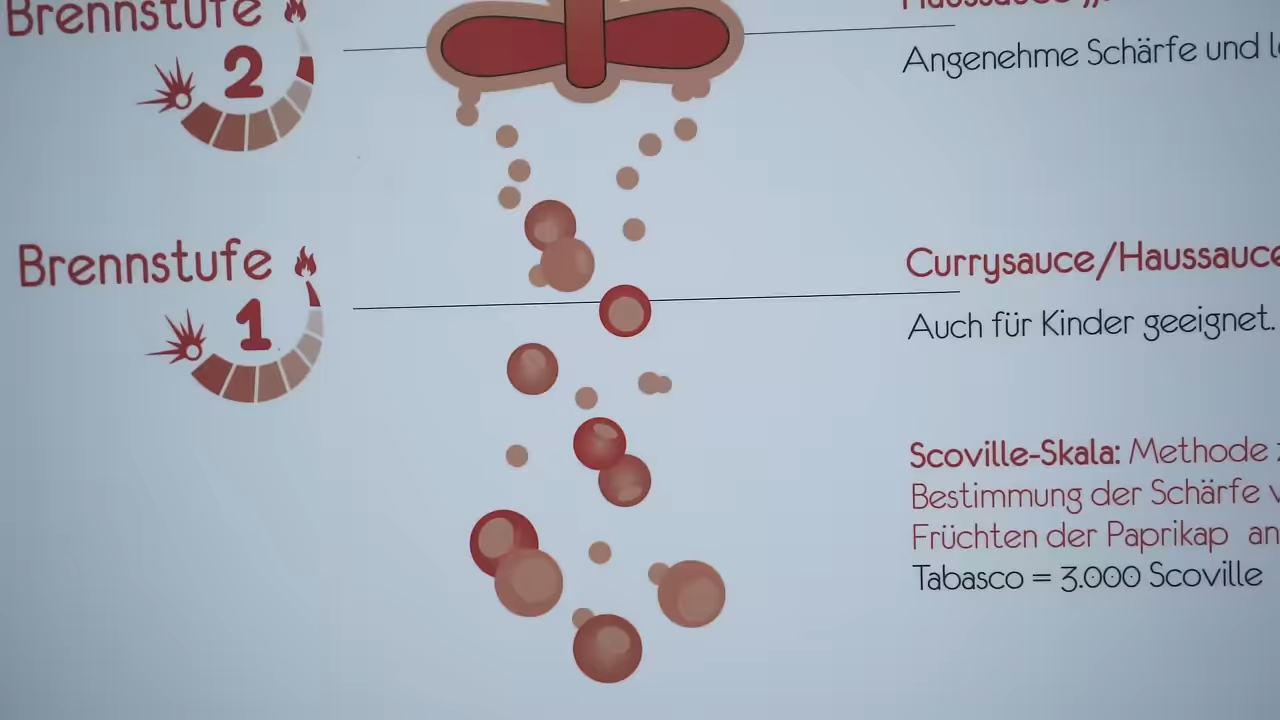 Brennstufe
2
Angenehme Schärfe und
Brennstufe
1
Currysauce/Haussauce
Auch für Kinder geeignet.
Scoville-Skala: Methode
Bestimmung der Schärfe
Früchten der Paprikap an
Tabasco = 3.000 Scoville